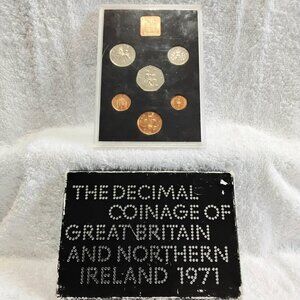 THE DECIMAL
COINAGE OF
GREAT BRITAIN
AND NORTHERN
IRELAND 1971